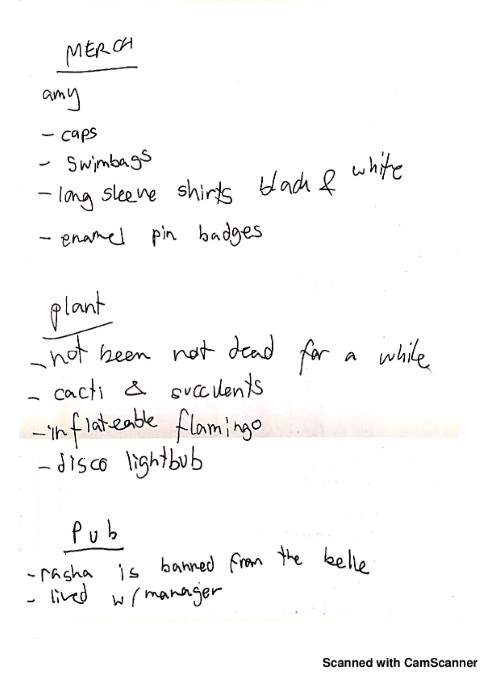 MERCH
amy
- caps
- swimbags
- long sleeve shirts black & white
- enamel pin badges
plant
- not been not dead for a while
- cacti & succulents
- inflateable flamingo
- disco lightbub
Pub
- rasha is banned from the belle
- lived w/manager
Scanned with CamScanner